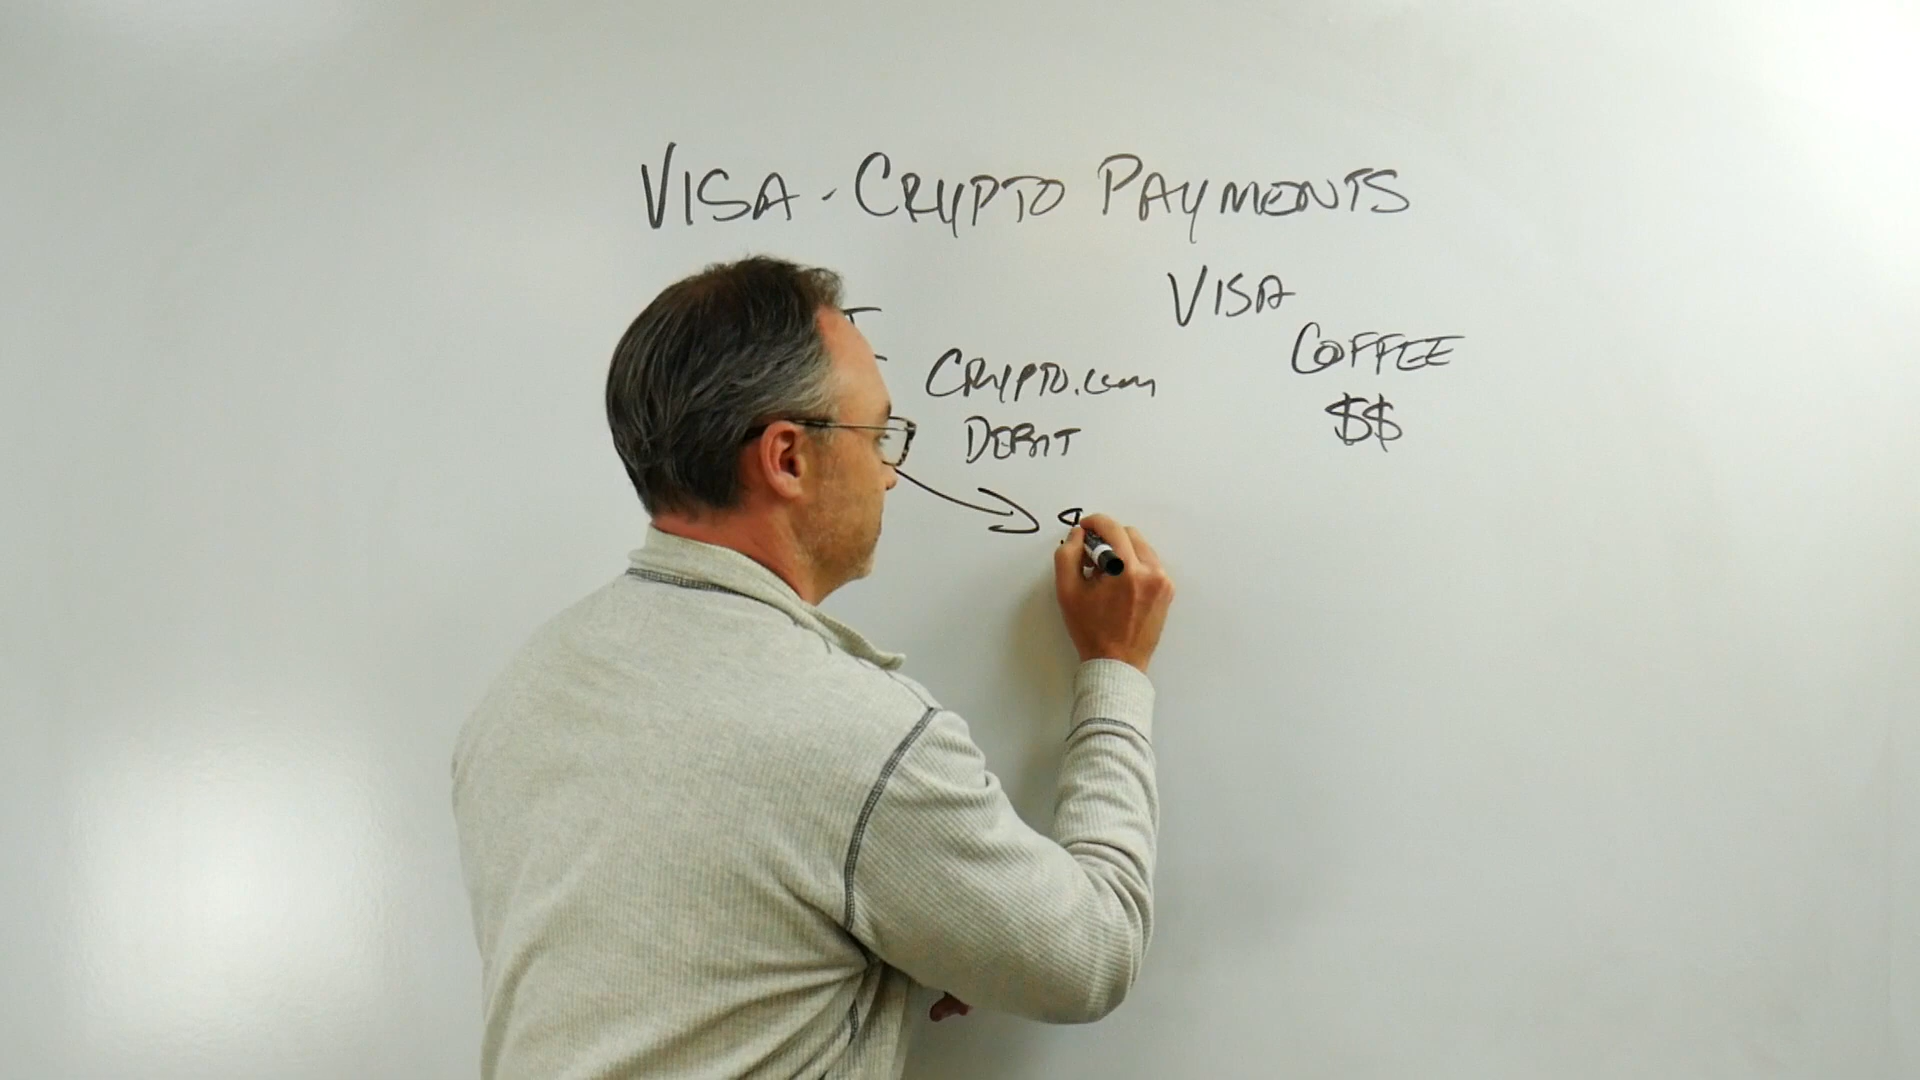 VISA - CRYPTO PAYMENTS
VISA
COFFEE
$$
CRYPTO.com
DEBIT